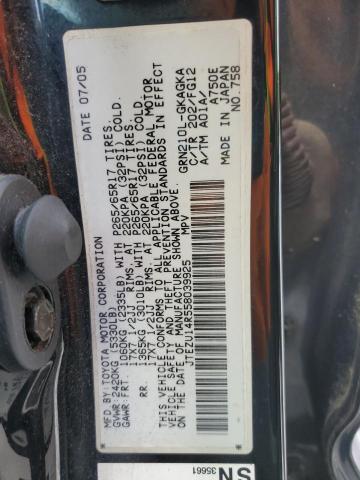 MFD.BY: TOYOTA MOTOR CORPORATION DATE 07/05
GVWR: 2420KG( 5330LB)
GAWR: FRT. 1060KG (2335LB) WITH P265/65R17 TIRES.
17X7 1/2JJ RIMS. AT 220KPA (32PSI) COLD.
1365KG (3010LB), WITH P265/65R17 TIRES.
17X7 1/2JJ RIMS. AT 220KPA (32PSI) COLD.
THIS VEHICLE CONFORMS TO ALL APPLICABLE FEDERAL MOTOR
VEHICLE SAFETY AND THEFT PREVENTION STANDARDS IN EFFECT
ON THE DATE OF MANUFACTURE SHOWN ABOVE.
JTEZU14R558039925 GRN210L-GKAGKA
MPV C/TR 202/FG12
A/TM A01A/ A750E
MADE IN JAPAN
NO.758
SN
35661